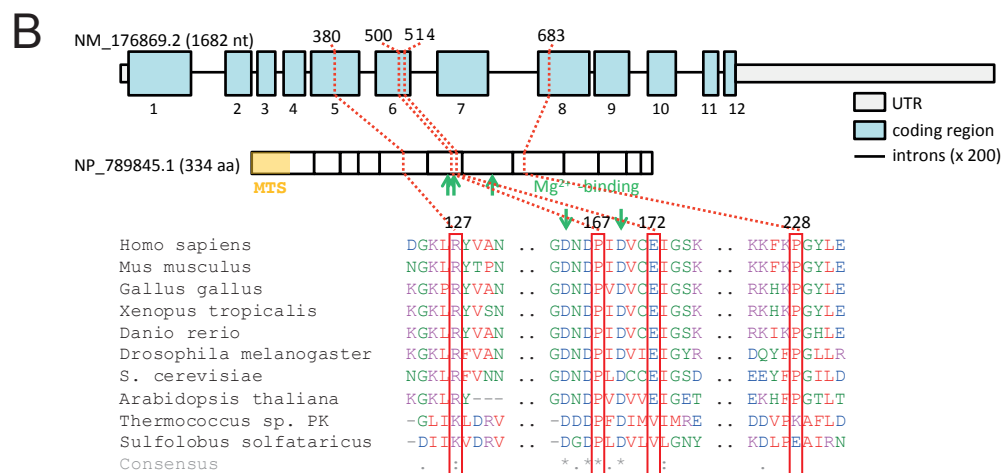 B
NM_176869.2 (1682 nt)
380 500 514 683
1 2 3 4 5 6 7 8 9 10 11 12
UTR
coding region
introns (x 200)
NP_789845.1 (334 aa)
MTS
Mg2+-binding
127 167 172 228
Homo sapiens DGKLRYVAN .. GDNDPIDVCEIGSK .. KKFKPGYLE
Mus musculus NGKLRYTPN .. GDNDPIDVCEIGSK .. KKFKPGYLE
Gallus gallus KGKPRYVAN .. GDNDPVDVCEIGSK .. RKHKPGYLE
Xenopus tropicalis KGKLRYVSN .. GDNDPIDVCEIGSK .. RKHKPGYLE
Danio rerio KGKLRYVAN .. GDNDPIDVCEIGSK .. RKIKPGHLE
Drosophila melanogaster KGKLRFVAN .. GDNDPIDVIEIGYR .. DQYFPGLLR
S. cerevisiae NGKLRFVNN .. GDNDPLDCCEIGSD .. EEYFPGILD
Arabidopsis thaliana KGKLRY--- .. GDNDPVDVVEIGET .. EKHFPGTLT
Thermococcus sp. PK -GLIKLDRV .. -DDDPFDIMVIMRE .. DDVPKAFLD
Sulfolobus solfataricus -DIIKVDRV .. -DGDPLDVLVLGNY .. KDLPEAIRN
Consensus . : *.**.* : .